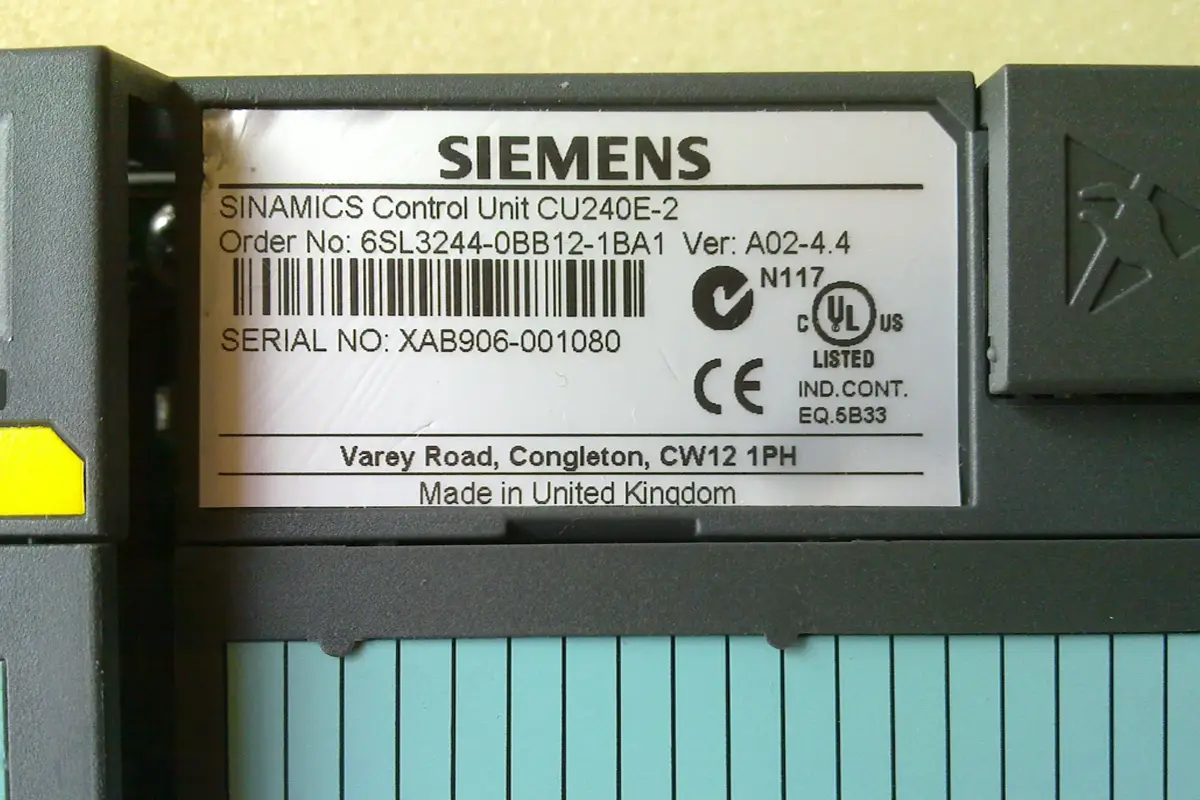 SIEMENS
SINAMICS Control Unit CU240E-2
Order No: 6SL3244-0BB12-1BA1 Ver: A02-4.4
N117
C UL US
LISTED
SERIAL NO: XAB906-001080
CE
IND.CONT.
EQ.5B33
Varey Road, Congleton, CW12 1PH
Made in United Kingdom